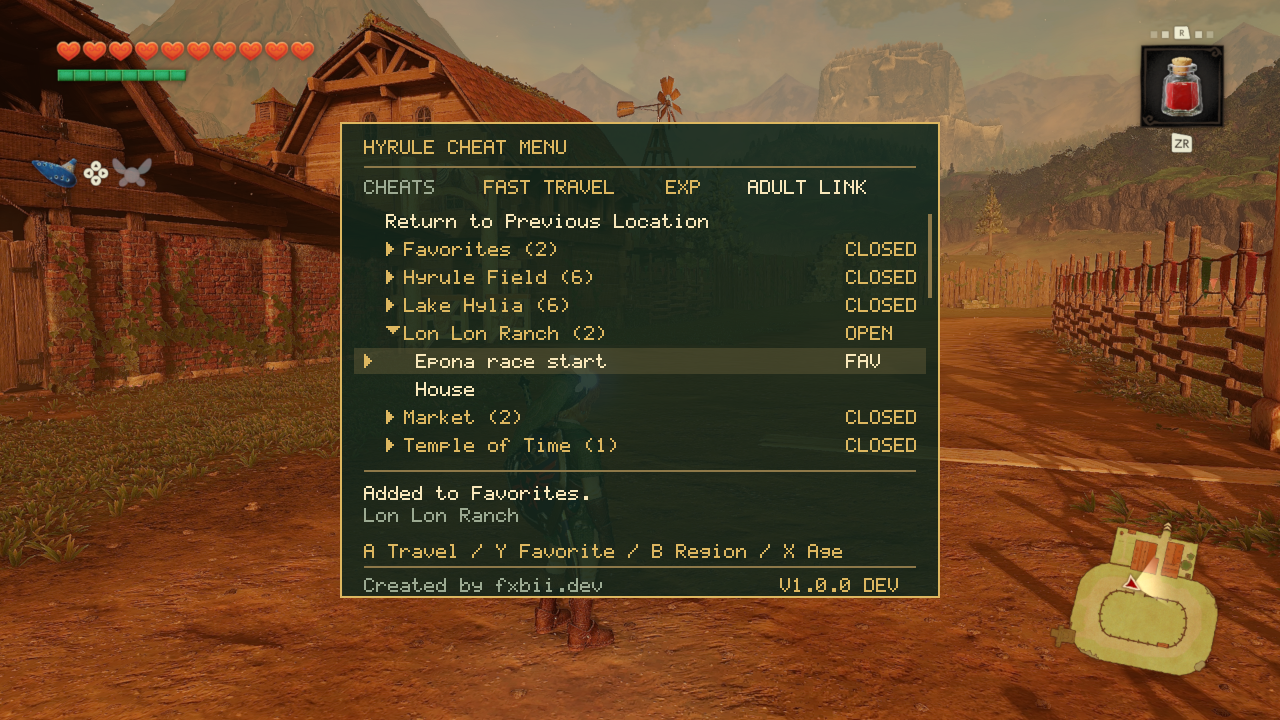 R
ZR
HYRULE CHEAT MENU
CHEATS FAST TRAVEL EXP ADULT LINK
Return to Previous Location
Favorites (2) CLOSED
Hyrule Field (6) CLOSED
Lake Hylia (6) CLOSED
Lon Lon Ranch (2) OPEN
Epona race start FAV
House
Market (2) CLOSED
Temple of Time (1) CLOSED
Added to Favorites.
Lon Lon Ranch
A Travel / Y Favorite / B Region / X Age
Created by fxbii.dev V1.0.0 DEV